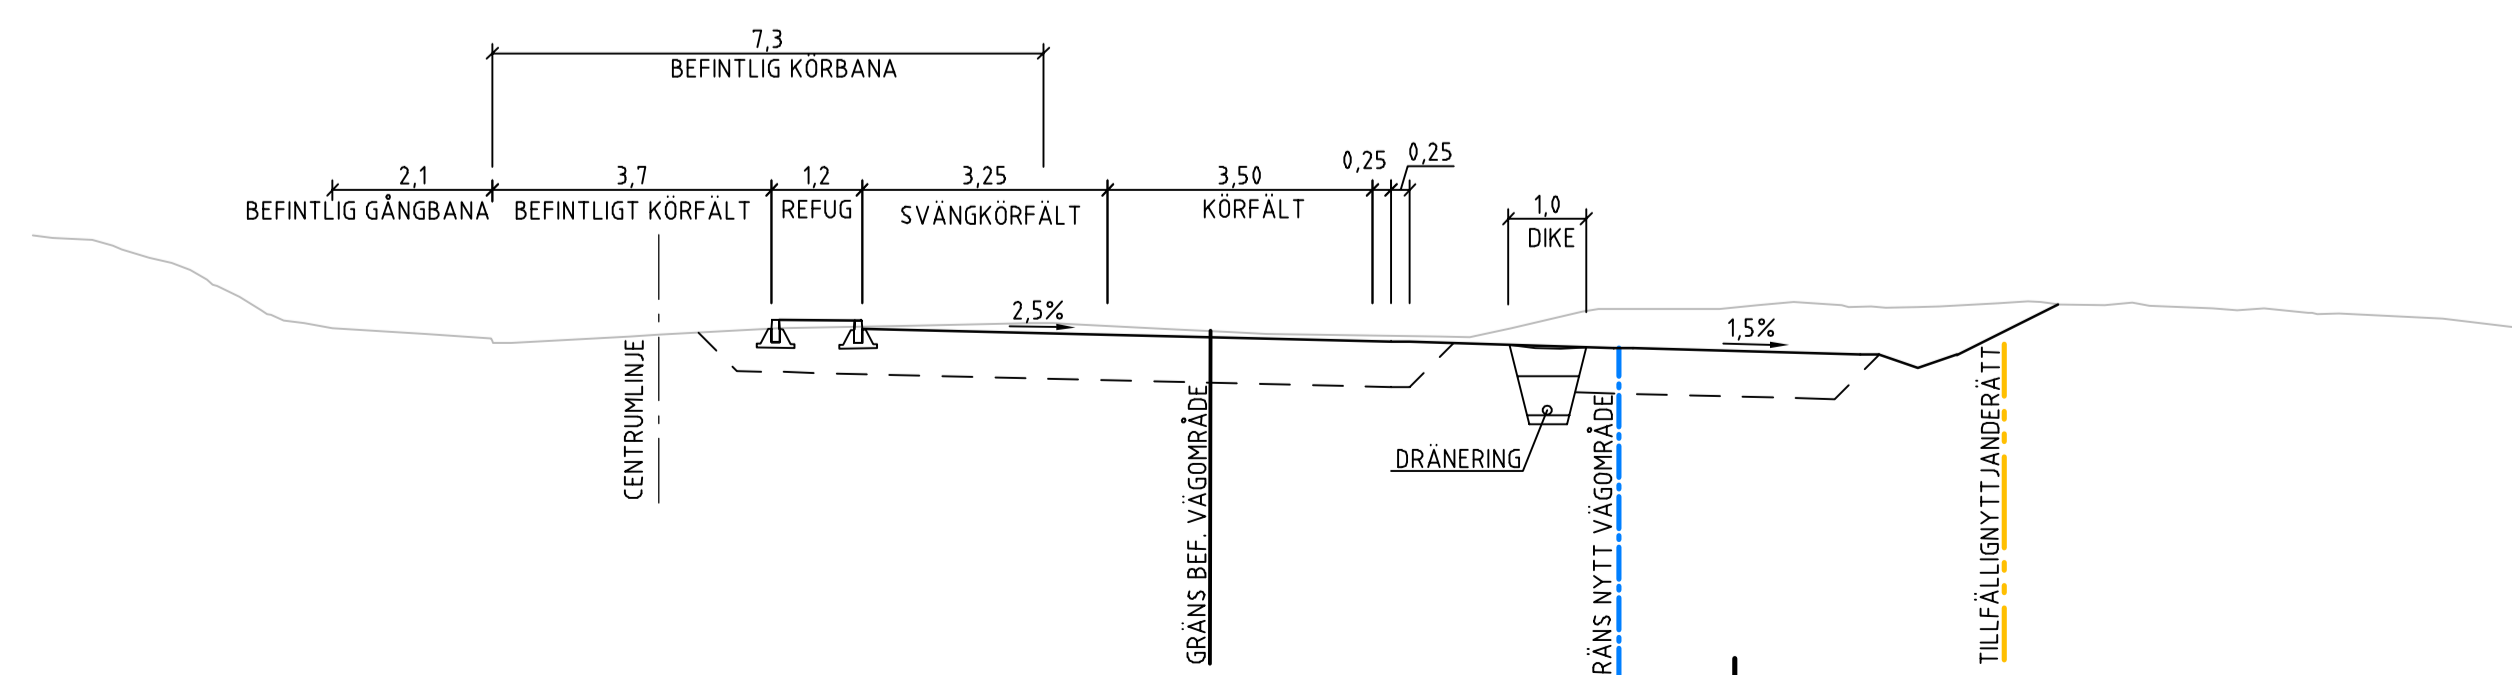 7,3
BEFINTLIG KÖRBANA
2,1
3,7
1,2
3,25
3,50
0,25
0,25
BEFINTLIG GÅNGBANA
BEFINTLIGT KÖRFÄLT
REFUG
SVÄNGKÖRFÄLT
KÖRFÄLT
1,0
DIKE
2,5%
1,5%
CENTRUMLINJE
GRÄNS BEF. VÄGOMRÅDE
DRÄNERING
RÄNS NYTT VÄGOMRÅDE
TILLFÄLLIGNYTTJANDERÄTT